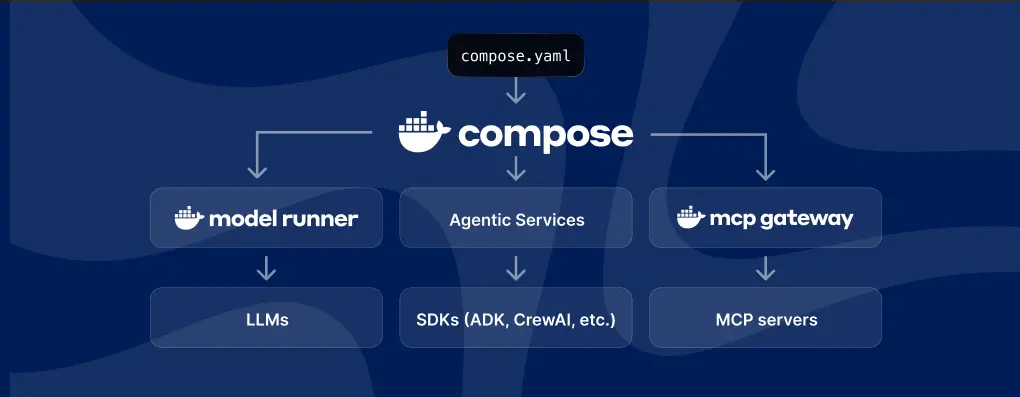 compose.yaml
compose
model runner
Agentic Services
mcp gateway
LLMs
SDKs (ADK, CrewAI, etc.)
MCP servers